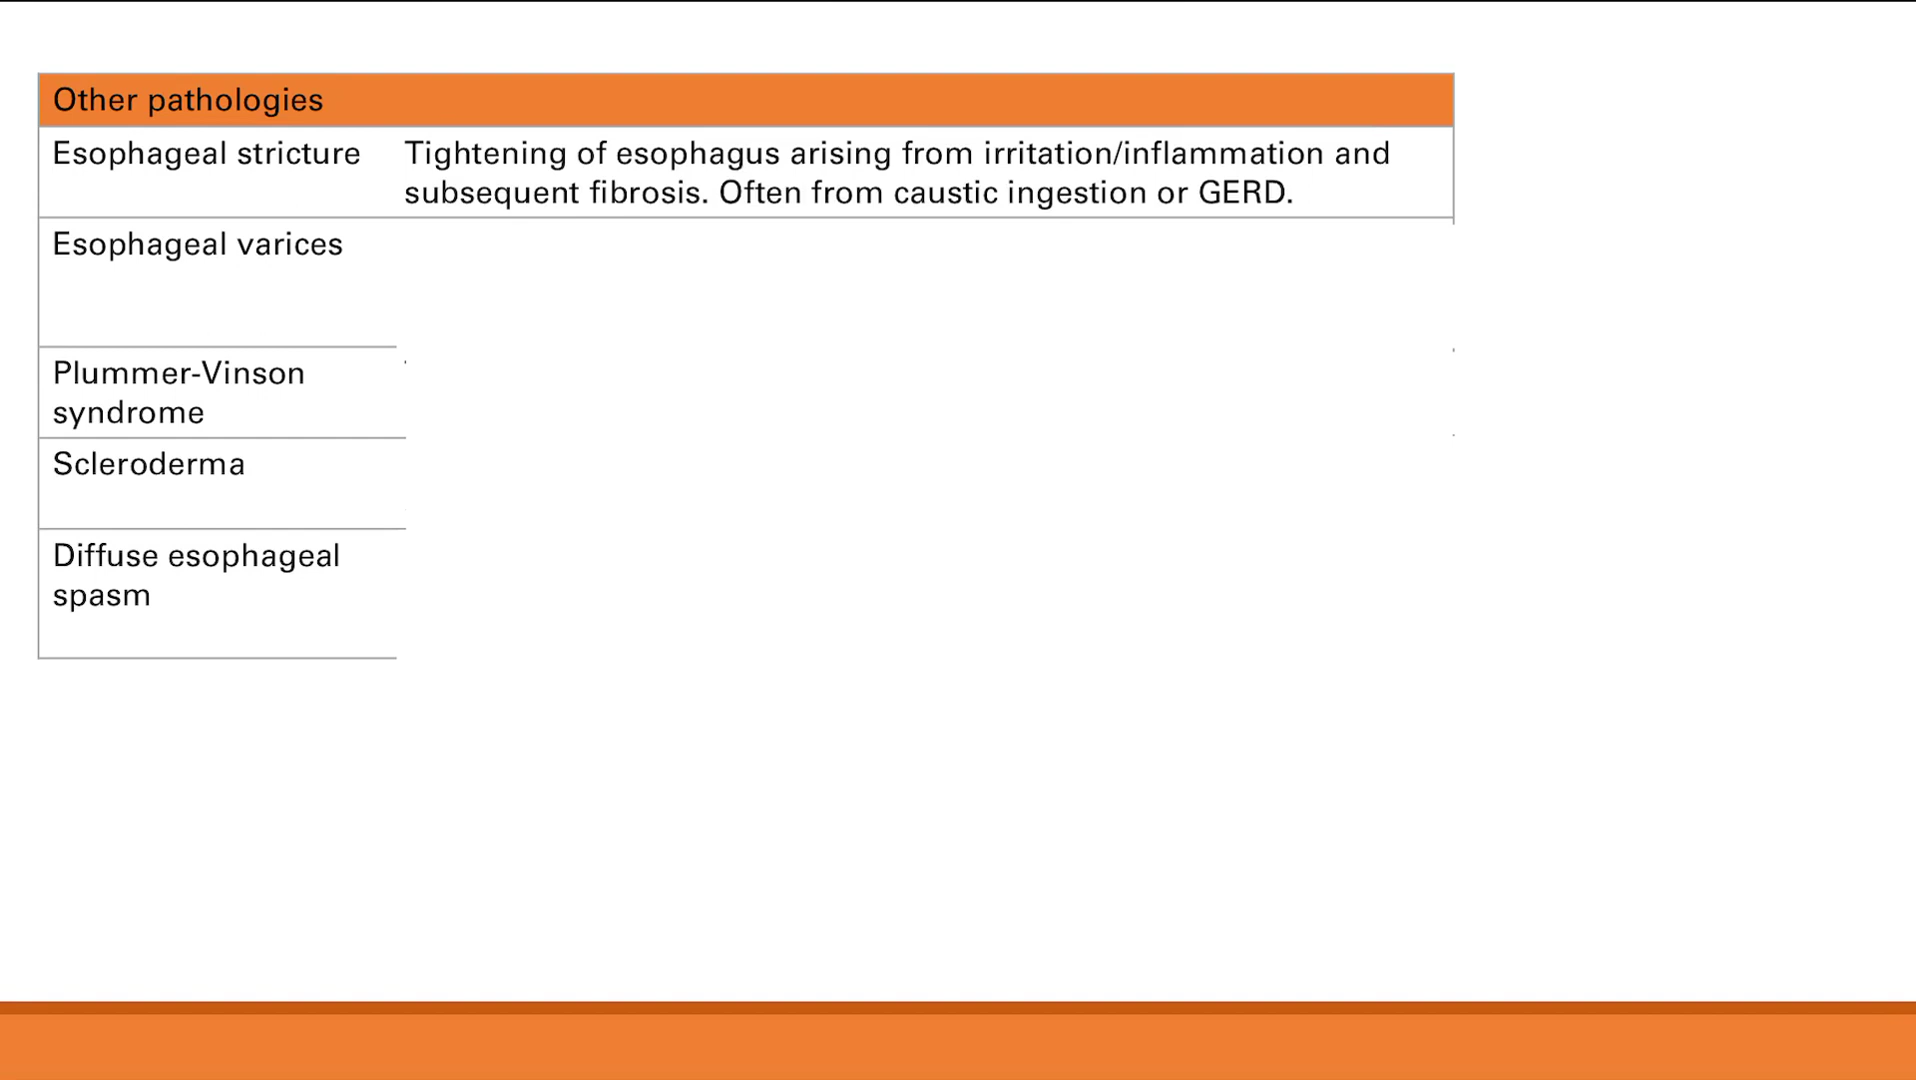 Other pathologies
Esophageal stricture
Tightening of esophagus arising from irritation/inflammation and
subsequent fibrosis. Often from caustic ingestion or GERD.
Esophageal varices
Plummer-Vinson
syndrome
Scleroderma
Diffuse esophageal
spasm